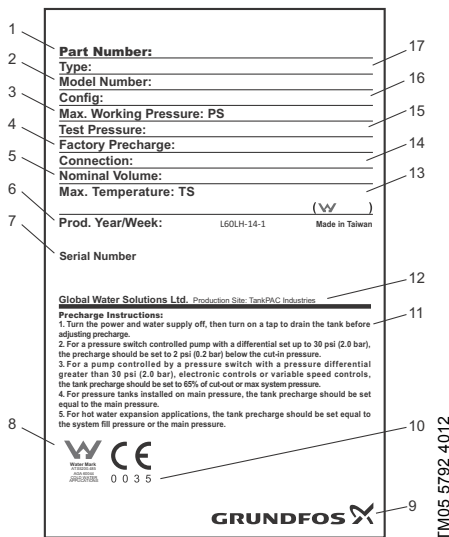 1
Part Number:
17
Type:
2
Model Number:
16
Config:
3
Max. Working Pressure: PS
15
Test Pressure:
4
Factory Precharge:
14
Connection:
5
Nominal Volume:
13
Max. Temperature: TS
( )
6
Prod. Year/Week: L60LH-14-1 Made in Taiwan
7
Serial Number
12
Global Water Solutions Ltd. Production Site: TankPAC Industries
11
Precharge Instructions:
1. Turn the power and water supply off, then turn on a tap to drain the tank before
adjusting precharge.
2. For a pressure switch controlled pump with a differential set up to 30 psi (2.0 bar),
the precharge should be set to 2 psi (0.2 bar) below the cut-in pressure.
3. For a pump controlled by a pressure switch with a pressure differential
greater than 30 psi (2.0 bar), electronic controls or variable speed controls,
the tank precharge should be set to 65% of cut-out or max system pressure.
4. For pressure tanks installed on main pressure, the tank precharge should be set
equal to the main pressure.
5. For hot water expansion applications, the tank precharge should be set equal to
the system fill pressure or the main pressure.
8
CE
10
Water Mark
COLD WATER
APPLICATIONS
0035
9
GRUNDFOS
TM05 5792 4012